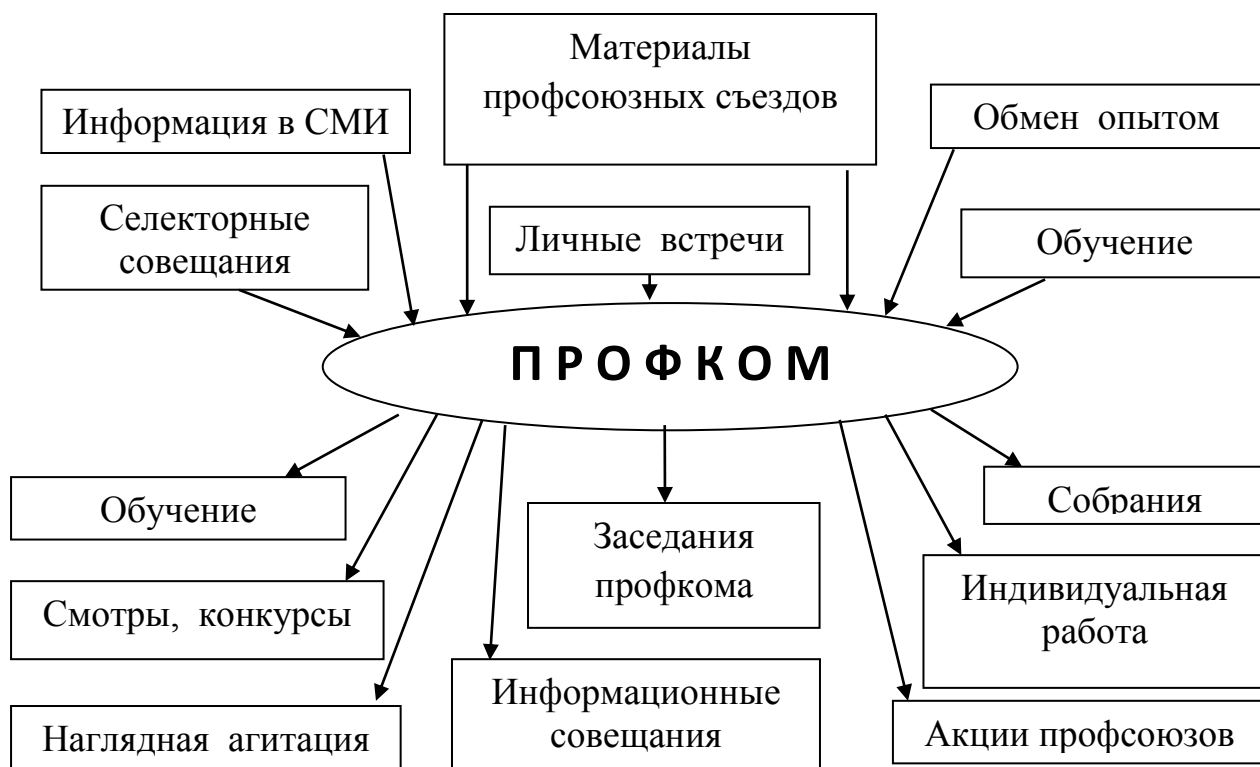 Материалы
профсоюзных съездов
Информация в СМИ
Обмен опытом
Селекторные
совещания
Личные встречи
Обучение
ПРОФКОМ
Обучение
Собрания
Заседания
профкома
Смотры, конкурсы
Индивидуальная
работа
Информационные
совещания
Наглядная агитация
Акции профсоюзов